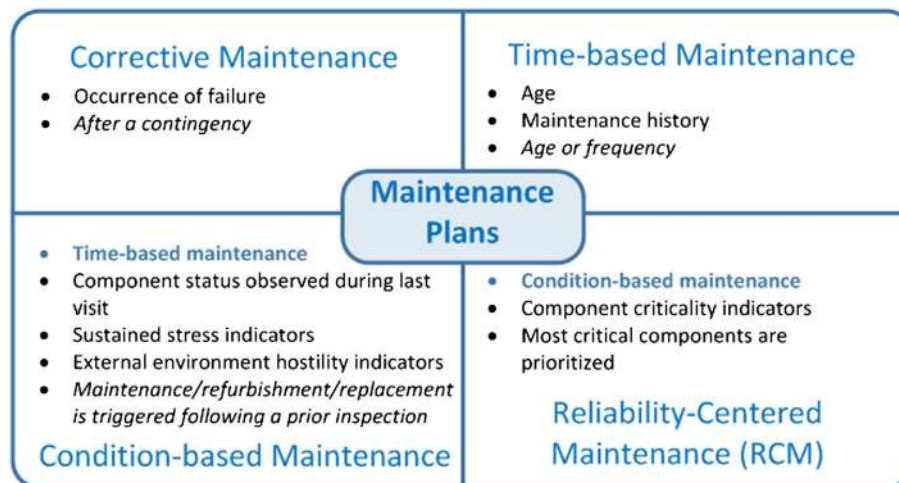 Corrective Maintenance
• Occurrence of failure
• After a contingency
Time-based Maintenance
• Age
• Maintenance history
• Age or frequency
Maintenance
Plans
• Time-based maintenance
• Component status observed during last
visit
• Sustained stress indicators
• External environment hostility indicators
• Maintenance/refurbishment/replacement
is triggered following a prior inspection
Condition-based Maintenance
• Condition-based maintenance
• Component criticality indicators
• Most critical components are
prioritized
Reliability-Centered
Maintenance (RCM)